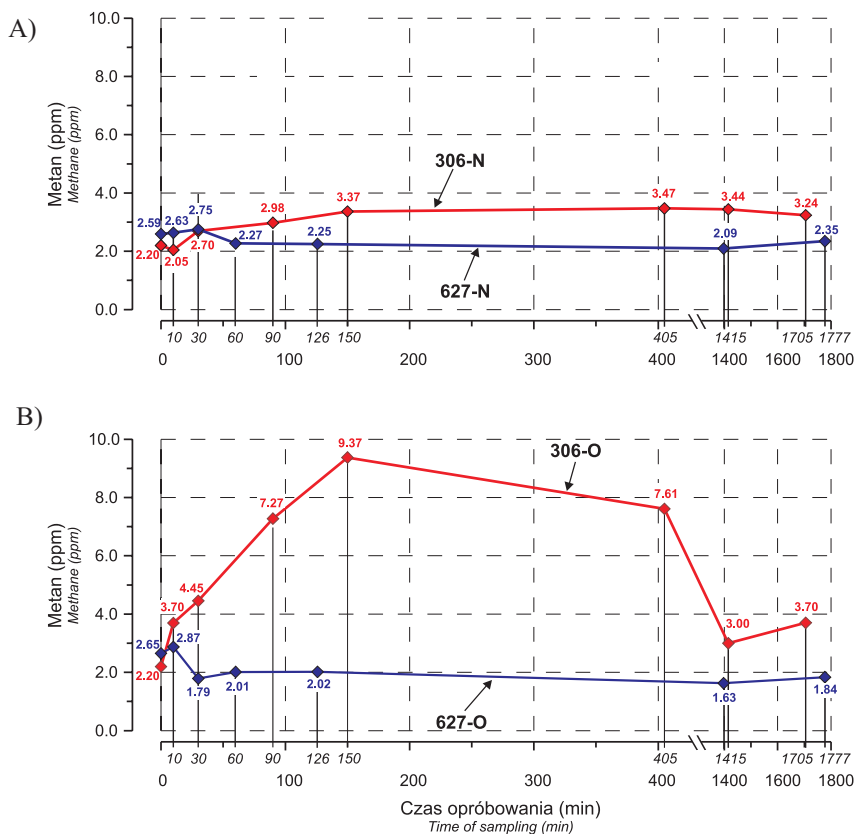 A)
Metan (ppm)
Methane (ppm)
10.0
8.0
6.0
4.0
2.0
0.0
306-N
627-N
2.59 2.63 2.75 2.98 3.37 3.47 3.44 3.24
2.20 2.05 2.70 2.27 2.25 2.09 2.35
10 30 60 90 126 150 405 1415 1705 1777
0 100 200 300 400 1400 1600 1800
B)
Metan (ppm)
Methane (ppm)
10.0
8.0
6.0
4.0
2.0
0.0
306-O
627-O
9.37
7.27 7.61
4.45
3.70 3.00 3.70
2.65 2.87
2.20 1.79 2.01 2.02 1.63 1.84
10 30 60 90 126 150 405 1415 1705 1777
0 100 200 300 400 1400 1600 1800
Czas opróbowania (min)
Time of sampling (min)